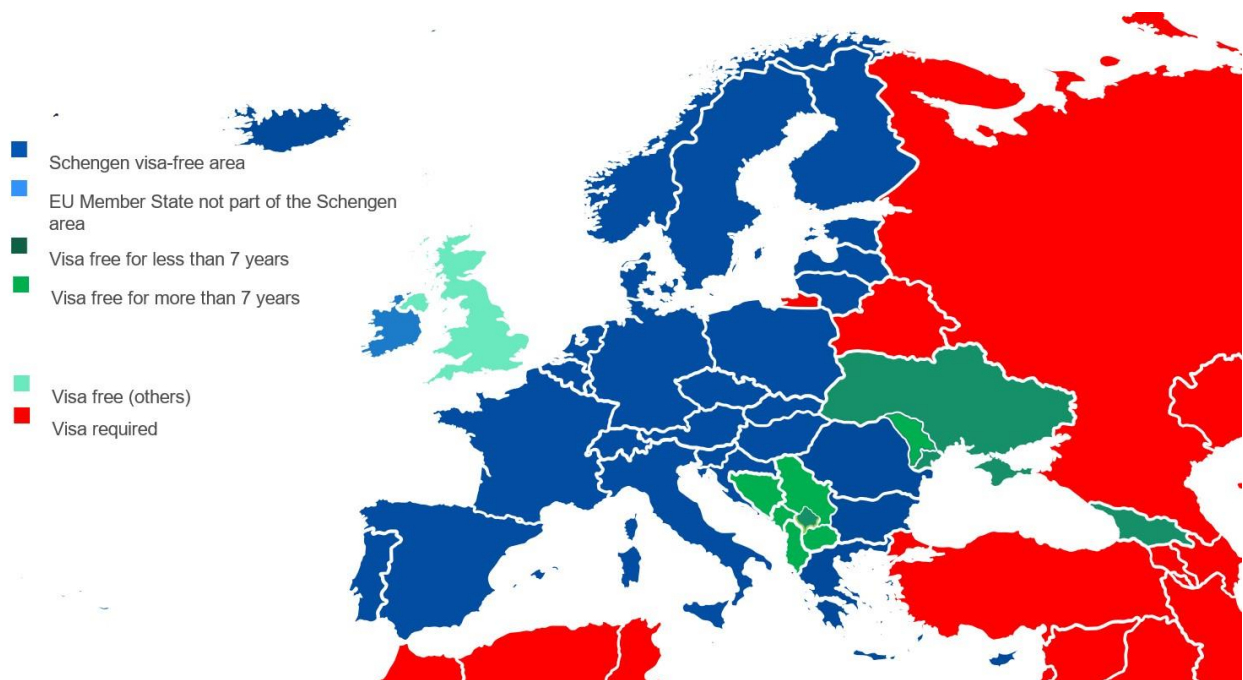 Schengen visa-free area
EU Member State not part of the Schengen
area
Visa free for less than 7 years
Visa free for more than 7 years
Visa free (others)
Visa required